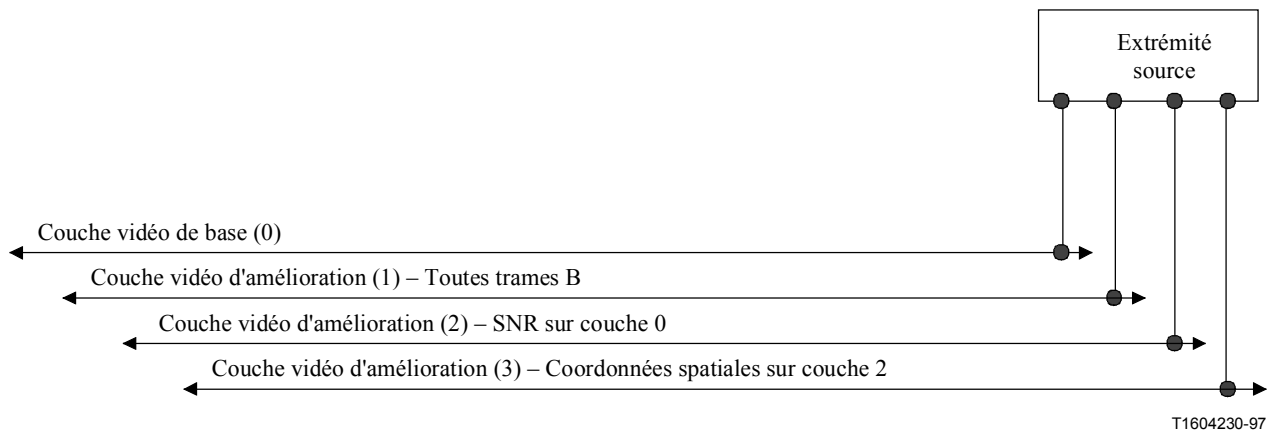 Extrémité
source
Couche vidéo de base (0)
Couche vidéo d'amélioration (1) – Toutes trames B
Couche vidéo d'amélioration (2) – SNR sur couche 0
Couche vidéo d'amélioration (3) – Coordonnées spatiales sur couche 2
T1604230-97